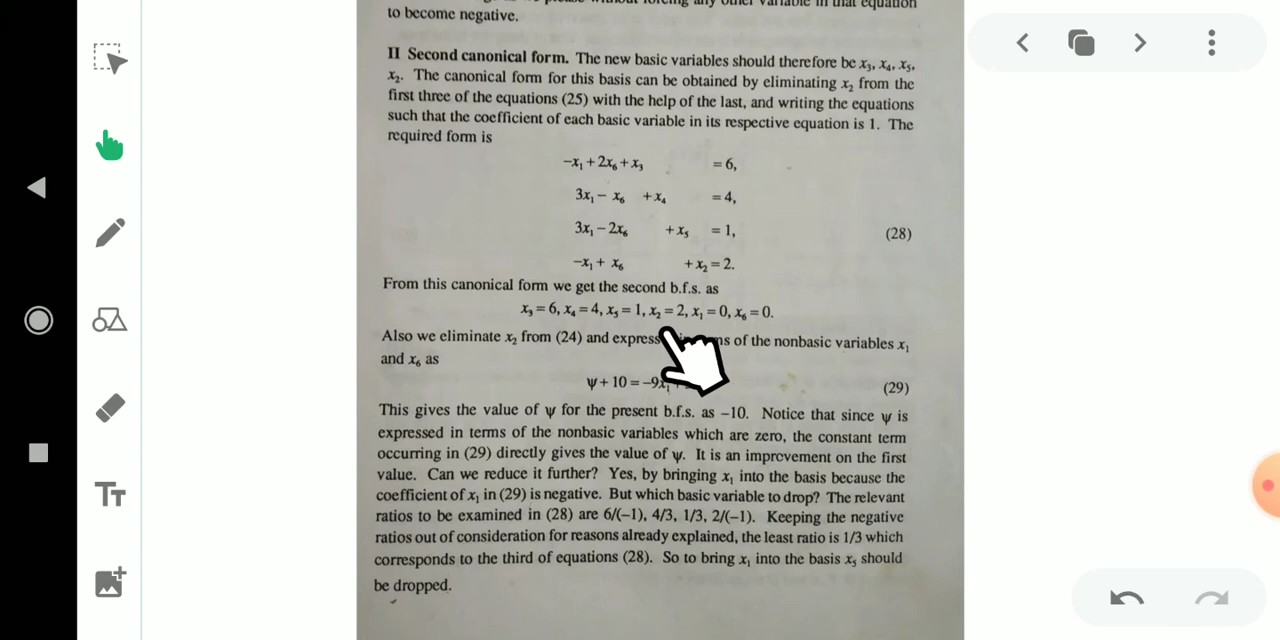 to become negative.
II Second canonical form. The new basic variables should therefore be x₃, x₄, x₅,
x₂. The canonical form for this basis can be obtained by eliminating x₂ from the
first three of the equations (25) with the help of the last, and writing the equations
such that the coefficient of each basic variable in its respective equation is 1. The
required form is
–x₁ + 2x₆ + x₃ = 6,
3x₁ – x₆ + x₄ = 4,
3x₁ – 2x₆ + x₅ = 1, (28)
–x₁ + x₆ + x₂ = 2.
From this canonical form we get the second b.f.s. as
x₃ = 6, x₄ = 4, x₅ = 1, x₂ = 2, x₁ = 0, x₆ = 0.
Also we eliminate x₂ from (24) and express of the nonbasic variables x₁
and x₆ as
ψ + 10 = –9x₁ (29)
This gives the value of ψ for the present b.f.s. as –10. Notice that since ψ is
expressed in terms of the nonbasic variables which are zero, the constant term
occurring in (29) directly gives the value of ψ. It is an improvement on the first
value. Can we reduce it further? Yes, by bringing x₁ into the basis because the
coefficient of x₁ in (29) is negative. But which basic variable to drop? The relevant
ratios to be examined in (28) are 6/(–1), 4/3, 1/3, 2/(–1). Keeping the negative
ratios out of consideration for reasons already explained, the least ratio is 1/3 which
corresponds to the third of equations (28). So to bring x₁ into the basis x₅ should
be dropped.